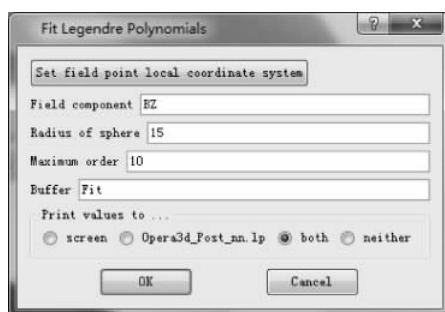 Fit Legendre Polynomials
Set field point local coordinate system
Field component BZ
Radius of sphere 15
Maximum order 10
Buffer Fit
Print values to ...
screen Opera3d_Post_nn.lp both neither
OK Cancel